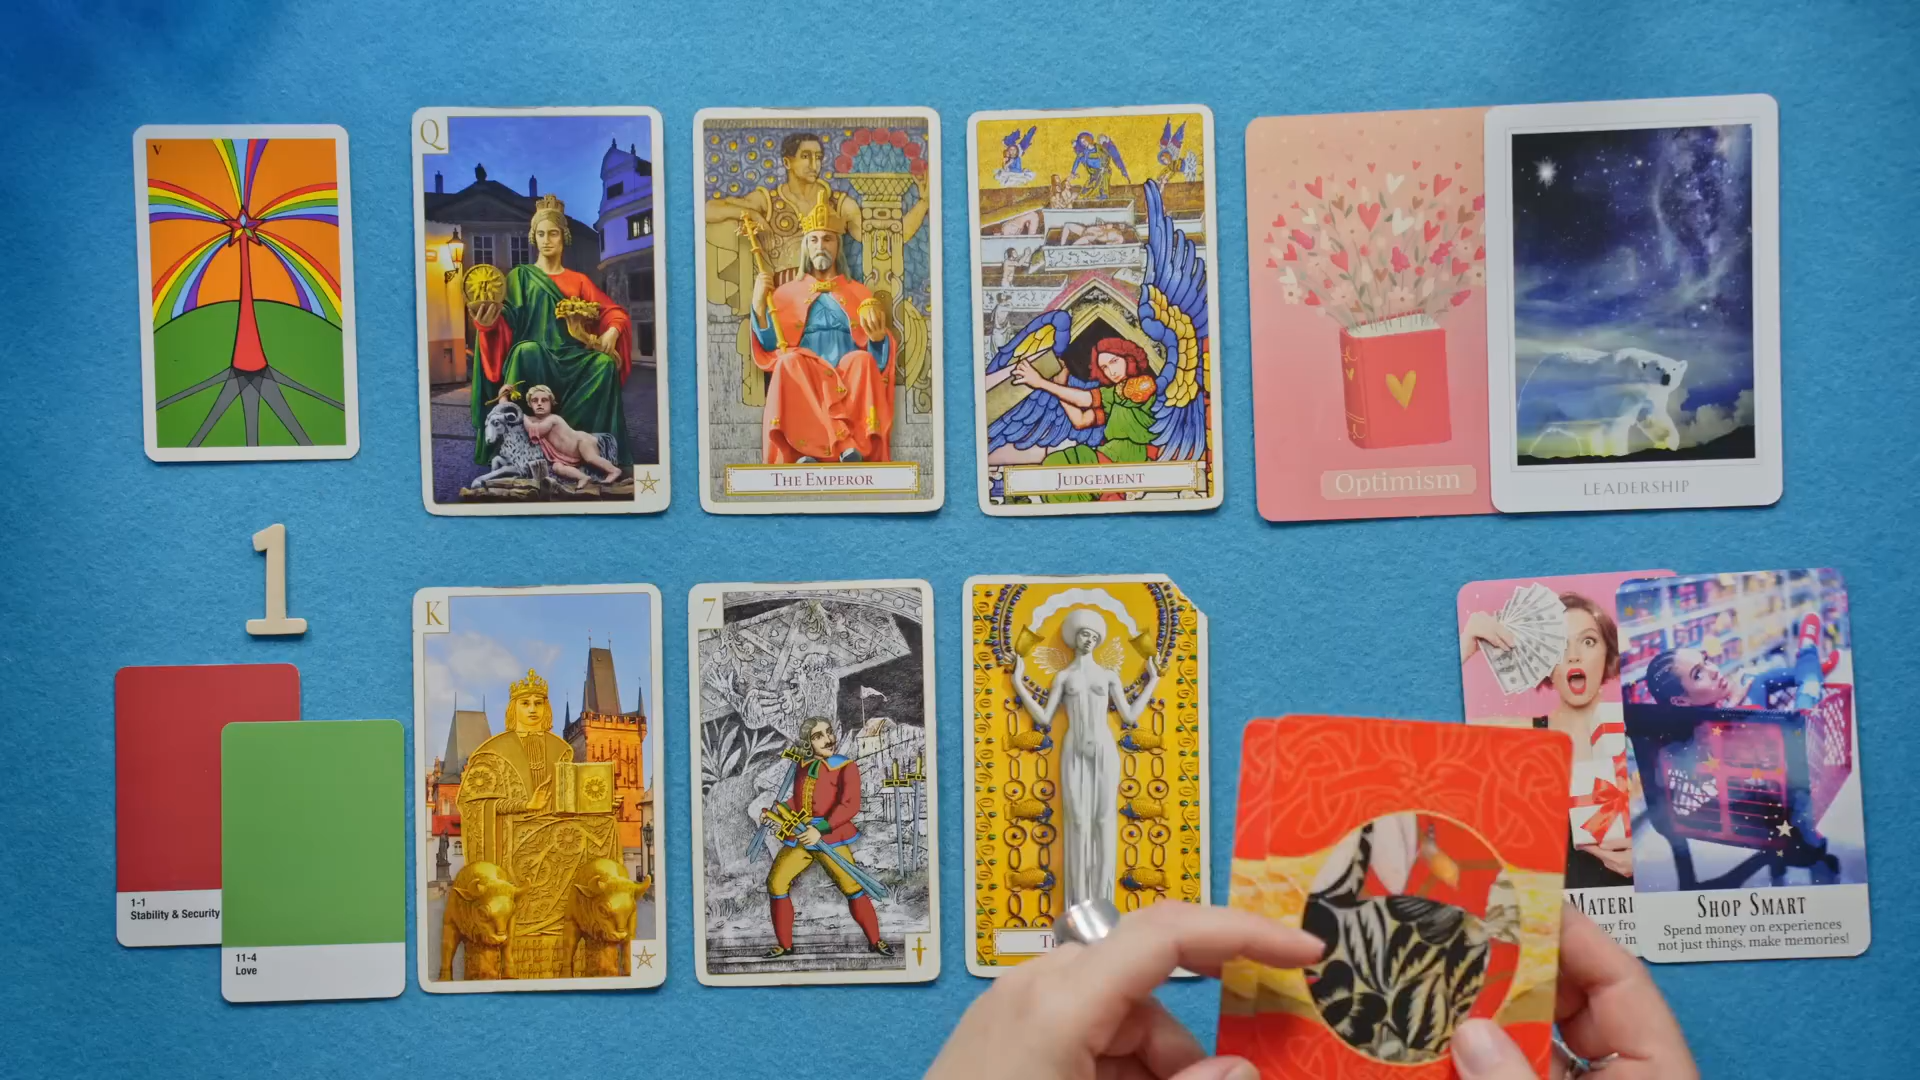 V
Q
THE EMPEROR
JUDGEMENT
Optimism
LEADERSHIP
1
K
7
1-1
Stability & Security
11-4
Love
SHOP SMART
Spend money on experiences
not just things, make memories!